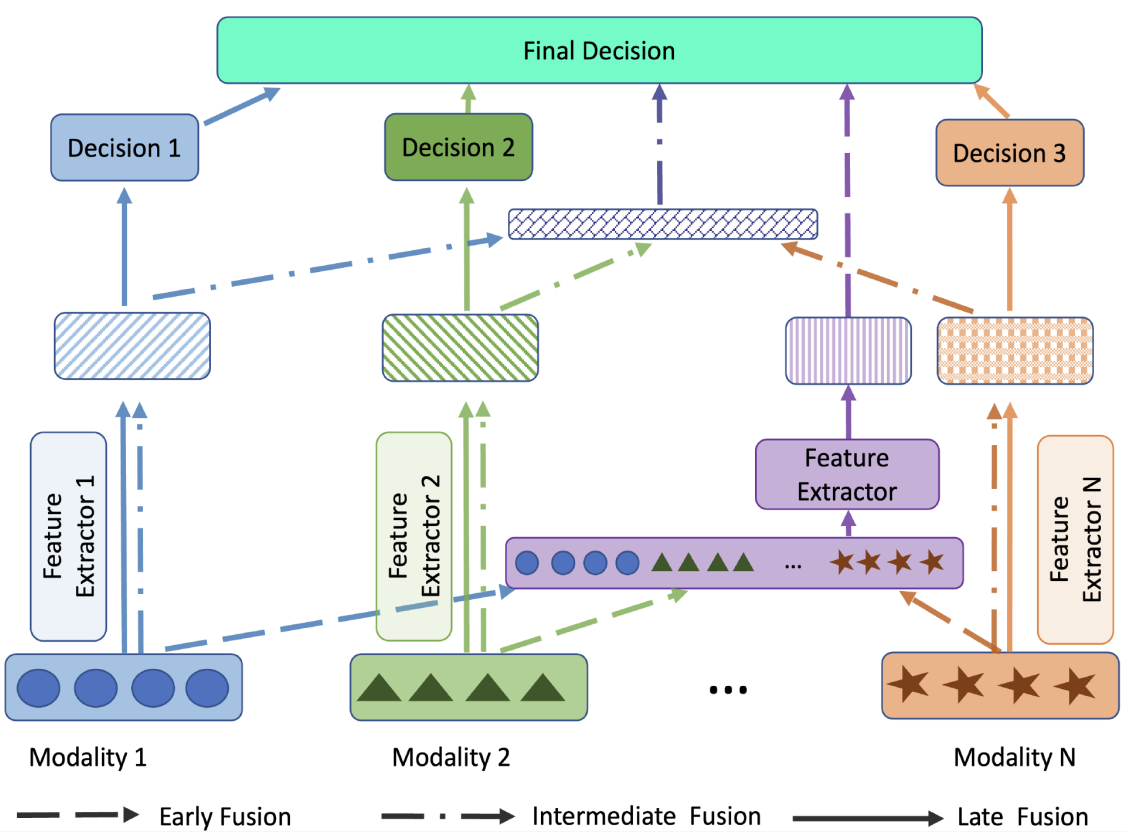 Final Decision
Decision 1
Decision 2
Decision 3
Feature
Extractor 1
Feature
Extractor 2
Feature
Extractor
Feature
Extractor N
...
...
Modality 1
Modality 2
Modality N
Early Fusion
Intermediate Fusion
Late Fusion